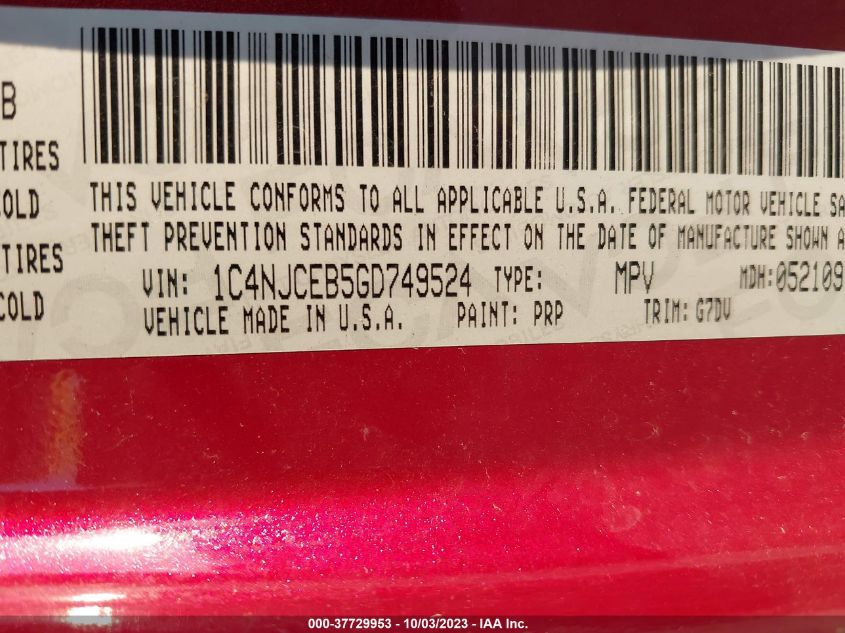 B
TIRES
COLD
TIRES
COLD
THIS VEHICLE CONFORMS TO ALL APPLICABLE U.S.A. FEDERAL MOTOR VEHICLE SA
THEFT PREVENTION STANDARDS IN EFFECT ON THE DATE OF MANUFACTURE SHOWN A
VIN: 1C4NJCEB5GD749524 TYPE: MPV MDH:052109
VEHICLE MADE IN U.S.A. PAINT: PRP TRIM: G7DV
000-37729953 - 10/03/2023 - IAA Inc.